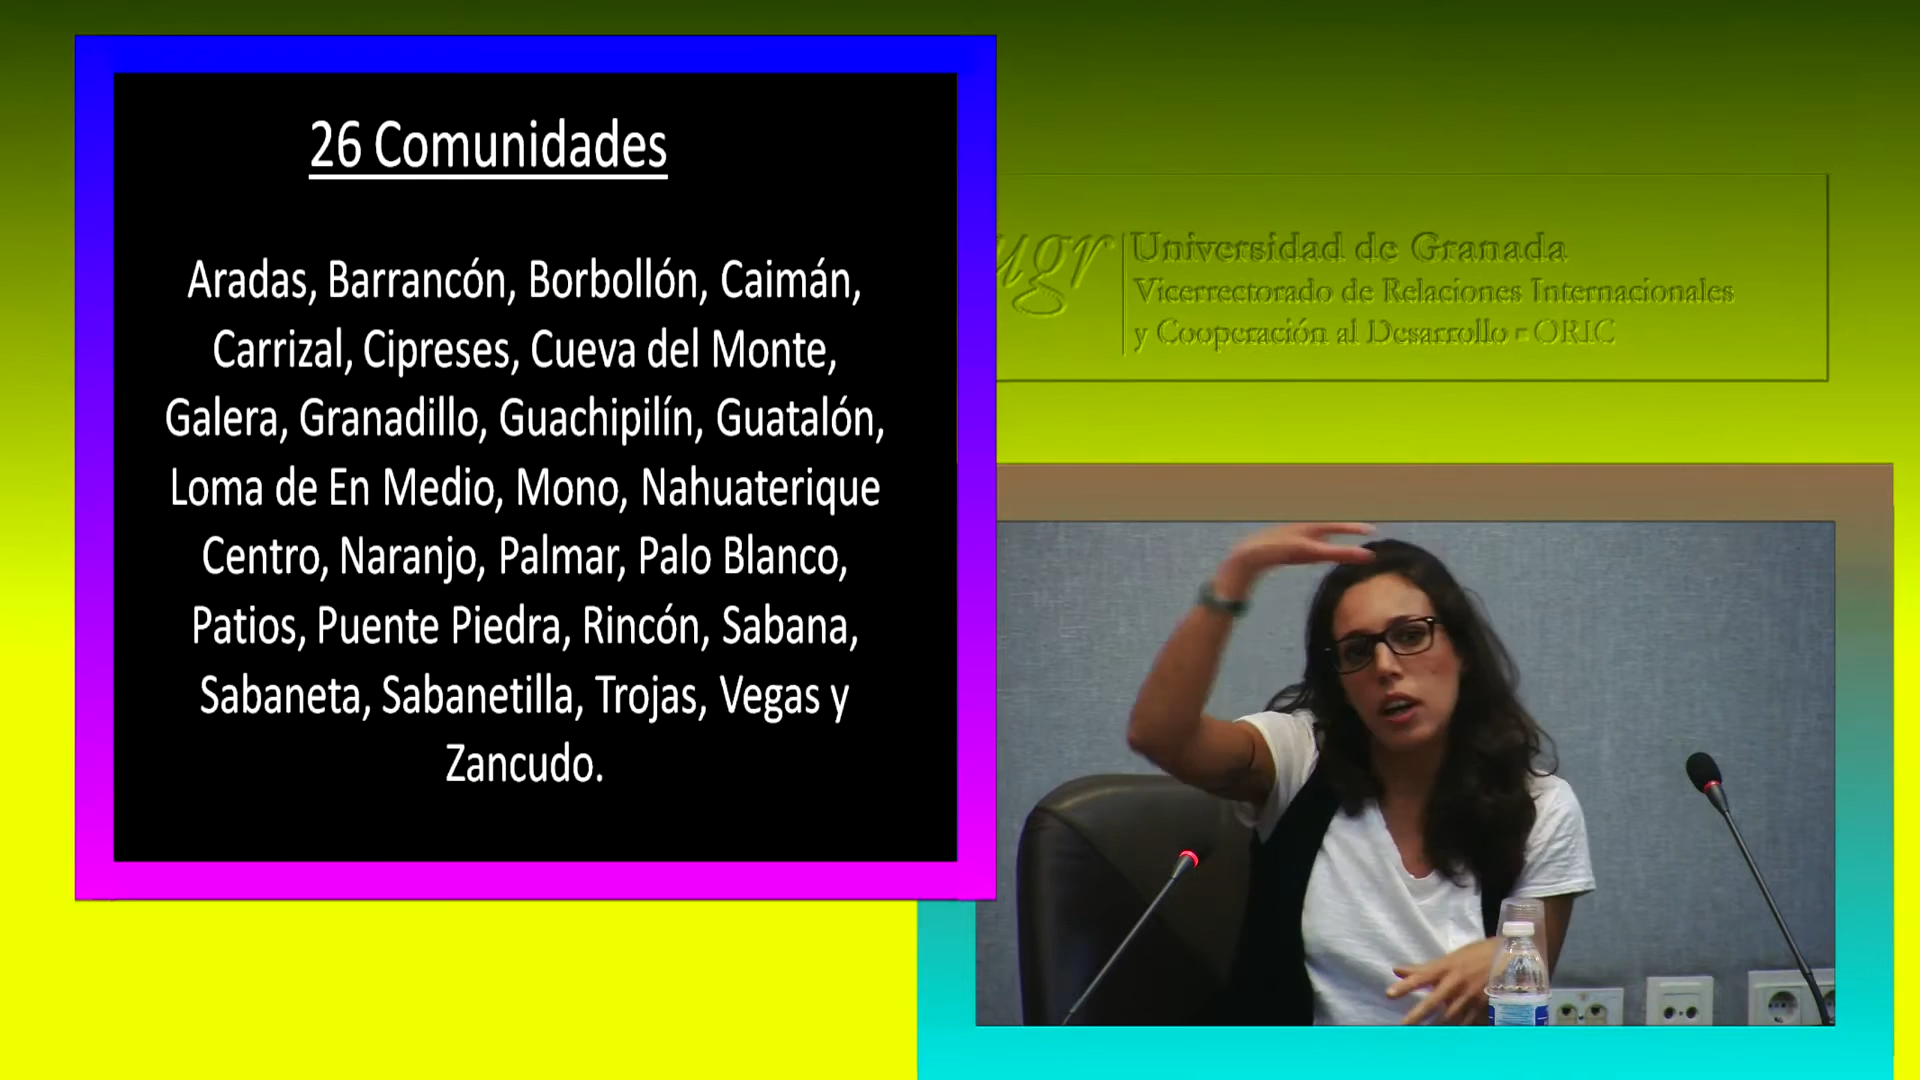 26 Comunidades
Aradas, Barrancón, Borbollón, Caimán,
Carrizal, Cipreses, Cueva del Monte,
Galera, Granadillo, Guachipilín, Guatalón,
Loma de En Medio, Mono, Nahuaterique
Centro, Naranjo, Palmar, Palo Blanco,
Patios, Puente Piedra, Rincón, Sabana,
Sabaneta, Sabanetilla, Trojas, Vegas y
Zancudo.
ugr
Universidad de Granada
Vicerrectorado de Relaciones Internacionales
y Cooperación al Desarrollo - ORIC